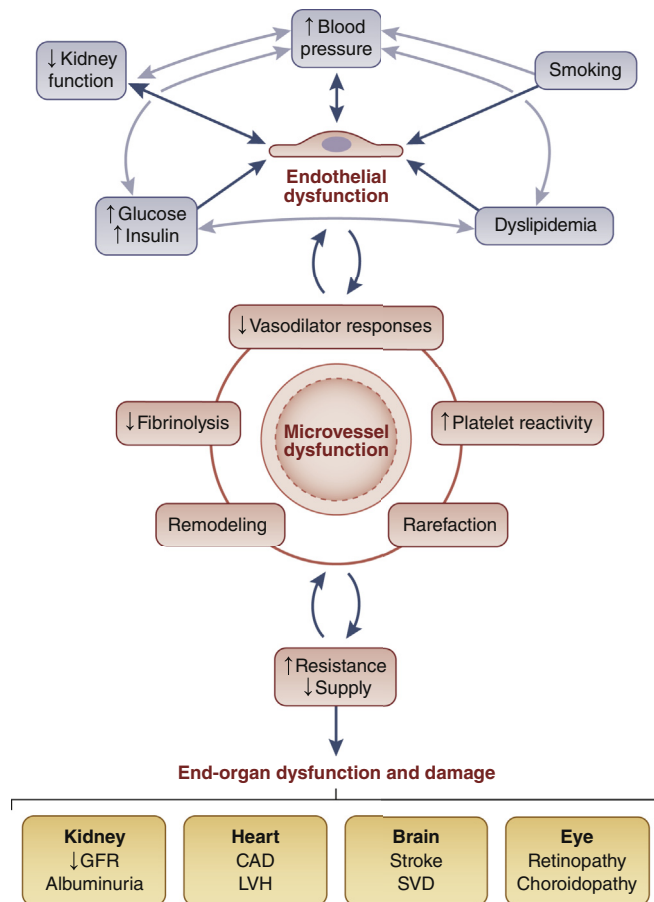 ↑Blood
pressure
↓Kidney
function
Smoking
Endothelial
dysfunction
↑Glucose
↑Insulin
Dyslipidemia
↓Vasodilator responses
↓Fibrinolysis
↑Platelet reactivity
Microvessel
dysfunction
Remodeling
Rarefaction
↑Resistance
↓Supply
End-organ dysfunction and damage
Kidney
↓GFR
Albuminuria
Heart
CAD
LVH
Brain
Stroke
SVD
Eye
Retinopathy
Choroidopathy